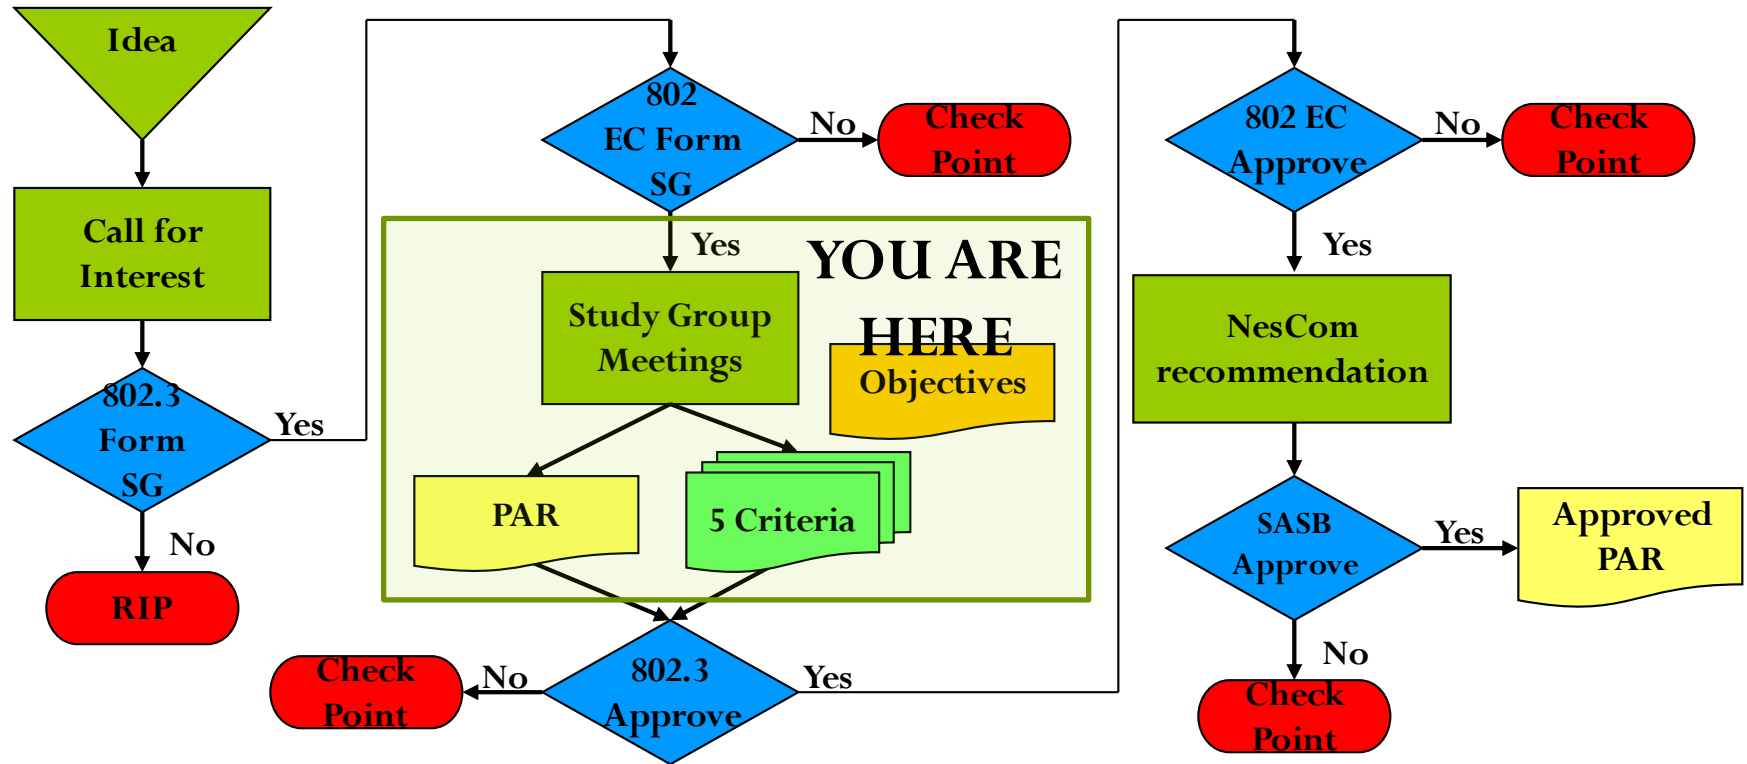 Idea
Call for
Interest
802.3
Form
SG
Yes
No
RIP
802
EC Form
SG
No
Check
Point
Yes
YOU ARE
HERE
Study Group
Meetings
Objectives
PAR
5 Criteria
802.3
Approve
No
Check
Point
Yes
802 EC
Approve
No
Check
Point
Yes
NesCom
recommendation
SASB
Approve
Yes
Approved
PAR
No
Check
Point